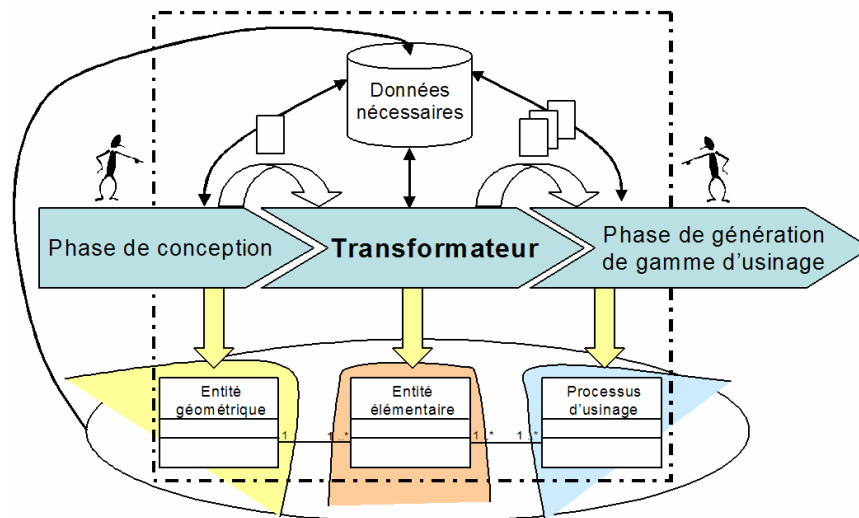 Données
nécessaires
Phase de conception
Transformateur
Phase de génération
de gamme d'usinage
Entité
géométrique
Entité
élémentaire
Processus
d'usinage
1
1..*
1..*
1..*